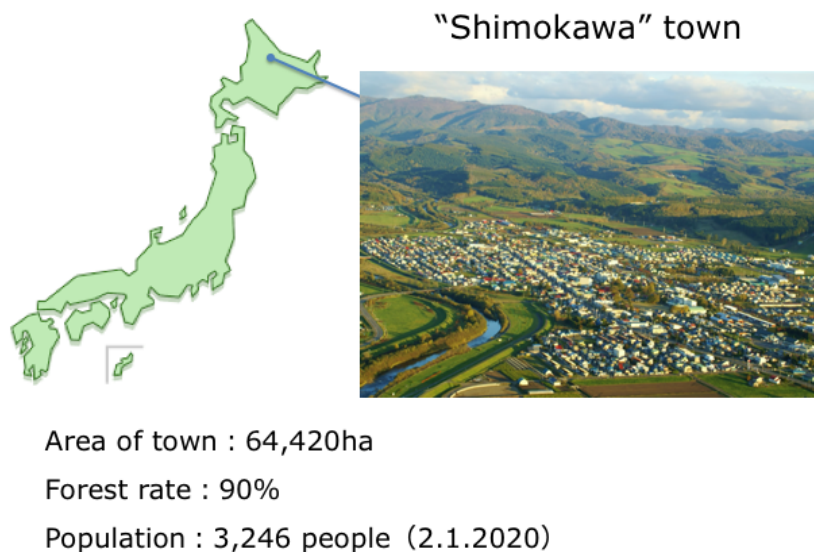 “Shimokawa” town
Area of town : 64,420ha
Forest rate : 90%
Population : 3,246 people（2.1.2020）